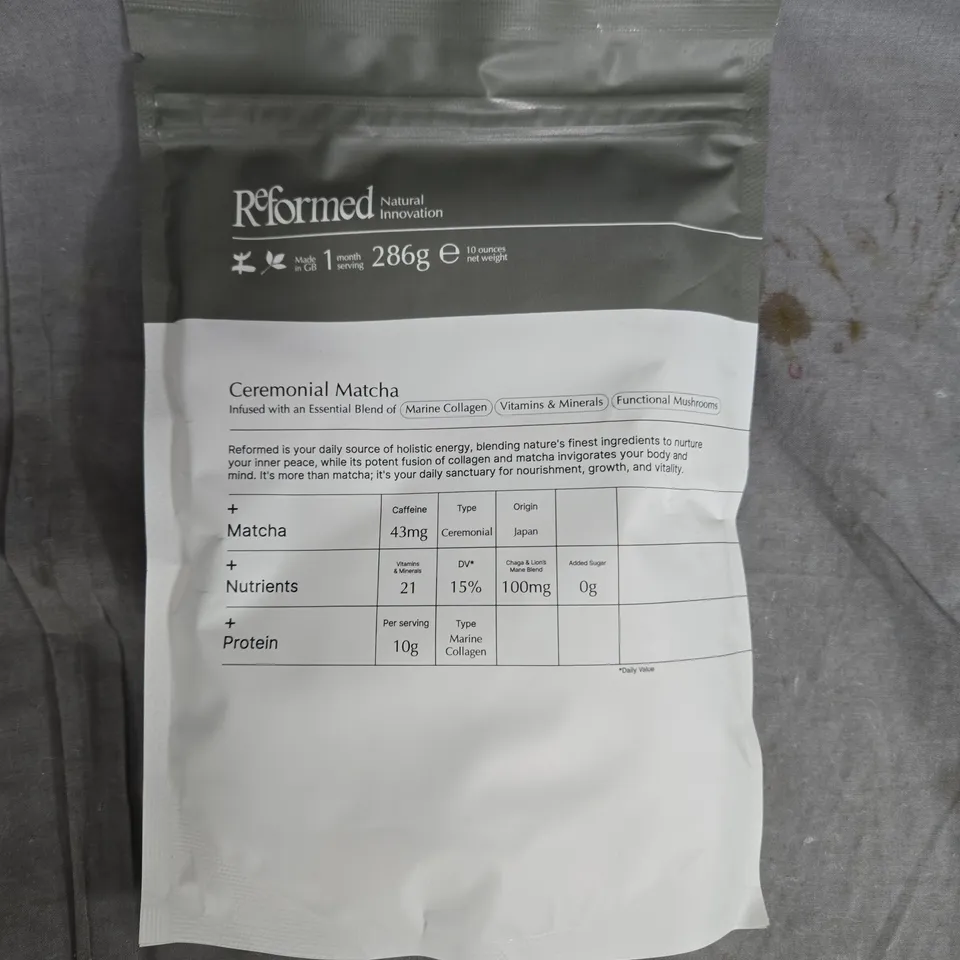 Reformed Natural Innovation
Made in GB 1 month serving 286g ℮ 10 ounces net weight
Ceremonial Matcha
Infused with an Essential Blend of Marine Collagen Vitamins & Minerals Functional Mushrooms
Reformed is your daily source of holistic energy, blending nature's finest ingredients to nurture
your inner peace, while its potent fusion of collagen and matcha invigorates your body and
mind. It's more than matcha; it's your daily sanctuary for nourishment, growth, and vitality.
+
Matcha
Caffeine
43mg
Type
Ceremonial
Origin
Japan
+
Nutrients
Vitamins
& Minerals
21
DV*
15%
Chaga & Lion's
Mane Blend
100mg
Added Sugar
0g
+
Protein
Per serving
10g
Type
Marine
Collagen
*Daily Value